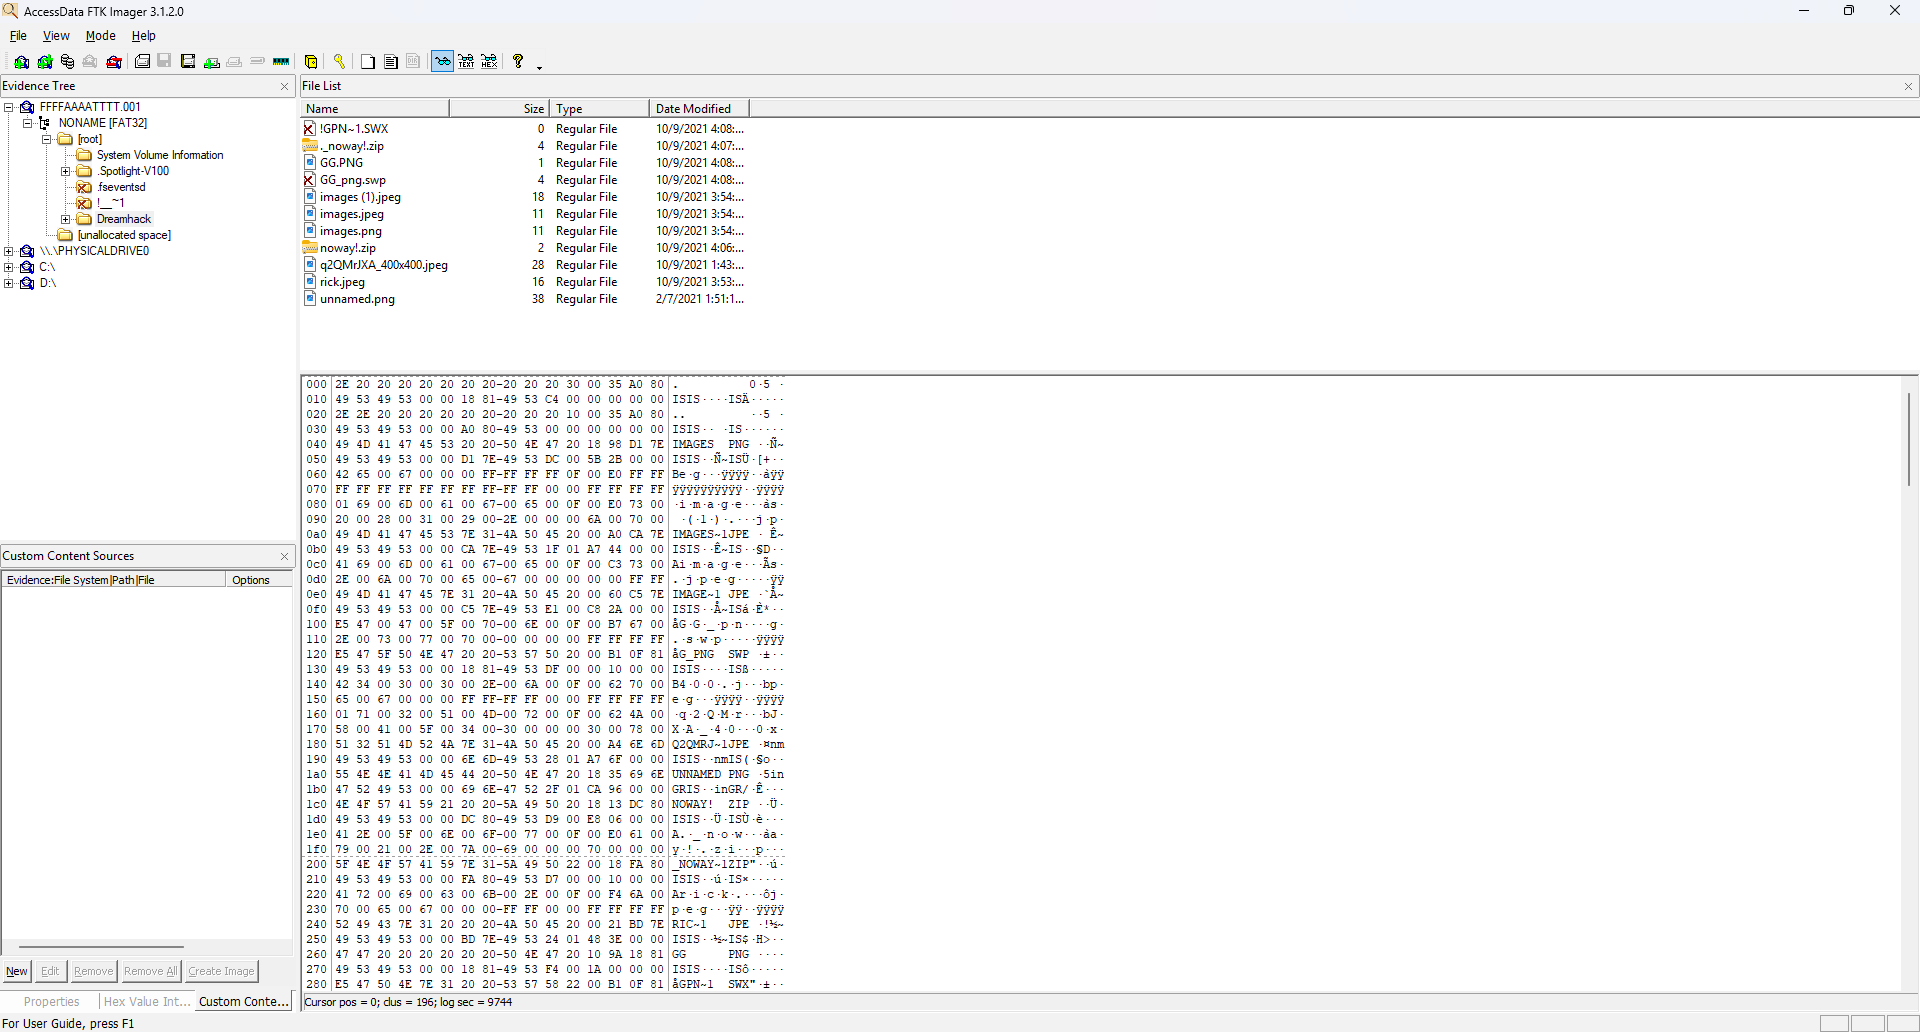 AccessData FTK Imager 3.1.2.0
File View Mode Help
Evidence Tree
FFFFAAAATTTT.001
NONAME [FAT32]
[root]
System Volume Information
.Spotlight-V100
.fseventsd
!__~1
Dreamhack
[unallocated space]
\\.\PHYSICALDRIVE0
C:\
D:\
Custom Content Sources
Evidence:File System|Path|File Options
New Edit Remove Remove All Create Image
Properties Hex Value Int... Custom Conte...
File List
Name Size Type Date Modified
!GPN~1.SWX 0 Regular File 10/9/2021 4:08:...
._noway!.zip 4 Regular File 10/9/2021 4:07:...
GG.PNG 1 Regular File 10/9/2021 4:08:...
GG_png.swp 4 Regular File 10/9/2021 4:08:...
images (1).jpeg 18 Regular File 10/9/2021 3:54:...
images.jpeg 11 Regular File 10/9/2021 3:54:...
images.png 11 Regular File 10/9/2021 3:54:...
noway!.zip 2 Regular File 10/9/2021 4:06:...
q2QMrJXA_400x400.jpeg 28 Regular File 10/9/2021 1:43:...
rick.jpeg 16 Regular File 10/9/2021 3:53:...
unnamed.png 38 Regular File 2/7/2021 1:51:1...
000 2E 20 20 20 20 20 20 20-20 20 20 30 00 35 A0 80 .          0·5 ·
010 49 53 49 53 00 00 18 81-49 53 C4 00 00 00 00 00 ISIS····ISÄ·····
020 2E 2E 20 20 20 20 20 20-20 20 20 10 00 35 A0 80 ..         ··5 ·
030 49 53 49 53 00 00 A0 80-49 53 00 00 00 00 00 00 ISIS·· ·IS······
040 49 4D 41 47 45 53 20 20-50 4E 47 20 18 98 D1 7E IMAGES  PNG ··Ñ~
050 49 53 49 53 00 00 D1 7E-49 53 DC 00 5B 2B 00 00 ISIS··Ñ~ISÜ·[+··
060 42 65 00 67 00 00 00 FF-FF FF FF 0F 00 E0 FF FF Be·g···ÿÿÿÿ··àÿÿ
070 FF FF FF FF FF FF FF FF-FF FF 00 00 FF FF FF FF ÿÿÿÿÿÿÿÿÿÿ··ÿÿÿÿ
080 01 69 00 6D 00 61 00 67-00 65 00 0F 00 E0 73 00 ·i·m·a·g·e···às·
090 20 00 28 00 31 00 29 00-2E 00 00 00 6A 00 70 00  ·(·1·)·.···j·p·
0a0 49 4D 41 47 45 53 7E 31-4A 50 45 20 00 A0 CA 7E IMAGES~1JPE · Ê~
0b0 49 53 49 53 00 00 CA 7E-49 53 1F 01 A7 44 00 00 ISIS··Ê~IS··§D··
0c0 41 69 00 6D 00 61 00 67-00 65 00 0F 00 C3 73 00 Ai·m·a·g·e···Ãs·
0d0 2E 00 6A 00 70 00 65 00-67 00 00 00 00 00 FF FF .·j·p·e·g·····ÿÿ
0e0 49 4D 41 47 45 7E 31 20-4A 50 45 20 00 60 C5 7E IMAGE~1 JPE ·`Å~
0f0 49 53 49 53 00 00 C5 7E-49 53 E1 00 C8 2A 00 00 ISIS··Å~ISá·È*··
100 E5 47 00 47 00 5F 00 70-00 6E 00 0F 00 B7 67 00 åG·G·_·p·n····g·
110 2E 00 73 00 77 00 70 00-00 00 00 00 FF FF FF FF .·s·w·p·····ÿÿÿÿ
120 E5 47 5F 50 4E 47 20 20-53 57 50 20 00 B1 0F 81 åG_PNG  SWP ·±··
130 49 53 49 53 00 00 18 81-49 53 DF 00 00 10 00 00 ISIS····ISß·····
140 42 34 00 30 00 30 00 2E-00 6A 00 0F 00 62 70 00 B4·0·0·.·j···bp·
150 65 00 67 00 00 00 FF FF-FF FF 00 00 FF FF FF FF e·g···ÿÿÿÿ··ÿÿÿÿ
160 01 71 00 32 00 51 00 4D-00 72 00 0F 00 62 4A 00 ·q·2·Q·M·r···bJ·
170 58 00 41 00 5F 00 34 00-30 00 00 00 30 00 78 00 X·A·_·4·0···0·x·
180 51 32 51 4D 52 4A 7E 31-4A 50 45 20 00 A4 6E 6D Q2QMRJ~1JPE ·¤nm
190 49 53 49 53 00 00 6E 6D-49 53 28 01 A7 6F 00 00 ISIS··nmIS(·§o··
1a0 55 4E 4E 41 4D 45 44 20-50 4E 47 20 18 35 69 6E UNNAMED PNG ·5in
1b0 47 52 49 53 00 00 69 6E-47 52 2F 01 CA 96 00 00 GRIS··inGR/·Ê···
1c0 4E 4F 57 41 59 21 20 20-5A 49 50 20 18 13 DC 80 NOWAY!  ZIP ··Ü·
1d0 49 53 49 53 00 00 DC 80-49 53 D9 00 E8 06 00 00 ISIS··Ü·ISÙ·è···
1e0 41 2E 00 5F 00 6E 00 6F-00 77 00 0F 00 E0 61 00 A.·_·n·o·w···àa·
1f0 79 00 21 00 2E 00 7A 00-69 00 00 00 70 00 00 00 y·!·.·z·i···p···
200 5F 4E 4F 57 41 59 7E 31-5A 49 50 22 00 18 FA 80 _NOWAY~1ZIP"··ú·
210 49 53 49 53 00 00 FA 80-49 53 D7 00 00 10 00 00 ISIS··ú·IS×·····
220 41 72 00 69 00 63 00 6B-00 2E 00 0F 00 F4 6A 00 Ar·i·c·k·.···ôj·
230 70 00 65 00 67 00 00 00-FF FF 00 00 FF FF FF FF p·e·g···ÿÿ··ÿÿÿÿ
240 52 49 43 7E 31 20 20 20-4A 50 45 20 00 21 BD 7E RIC~1   JPE ·!½~
250 49 53 49 53 00 00 BD 7E-49 53 24 01 48 3E 00 00 ISIS··½~IS$·H>··
260 47 47 20 20 20 20 20 20-50 4E 47 20 10 9A 18 81 GG      PNG ····
270 49 53 49 53 00 00 18 81-49 53 F4 00 1A 00 00 00 ISIS····ISô·····
280 E5 47 50 4E 7E 31 20 20-53 57 58 22 00 B1 0F 81 åGPN~1  SWX"·±··
Cursor pos = 0; clus = 196; log sec = 9744
For User Guide, press F1